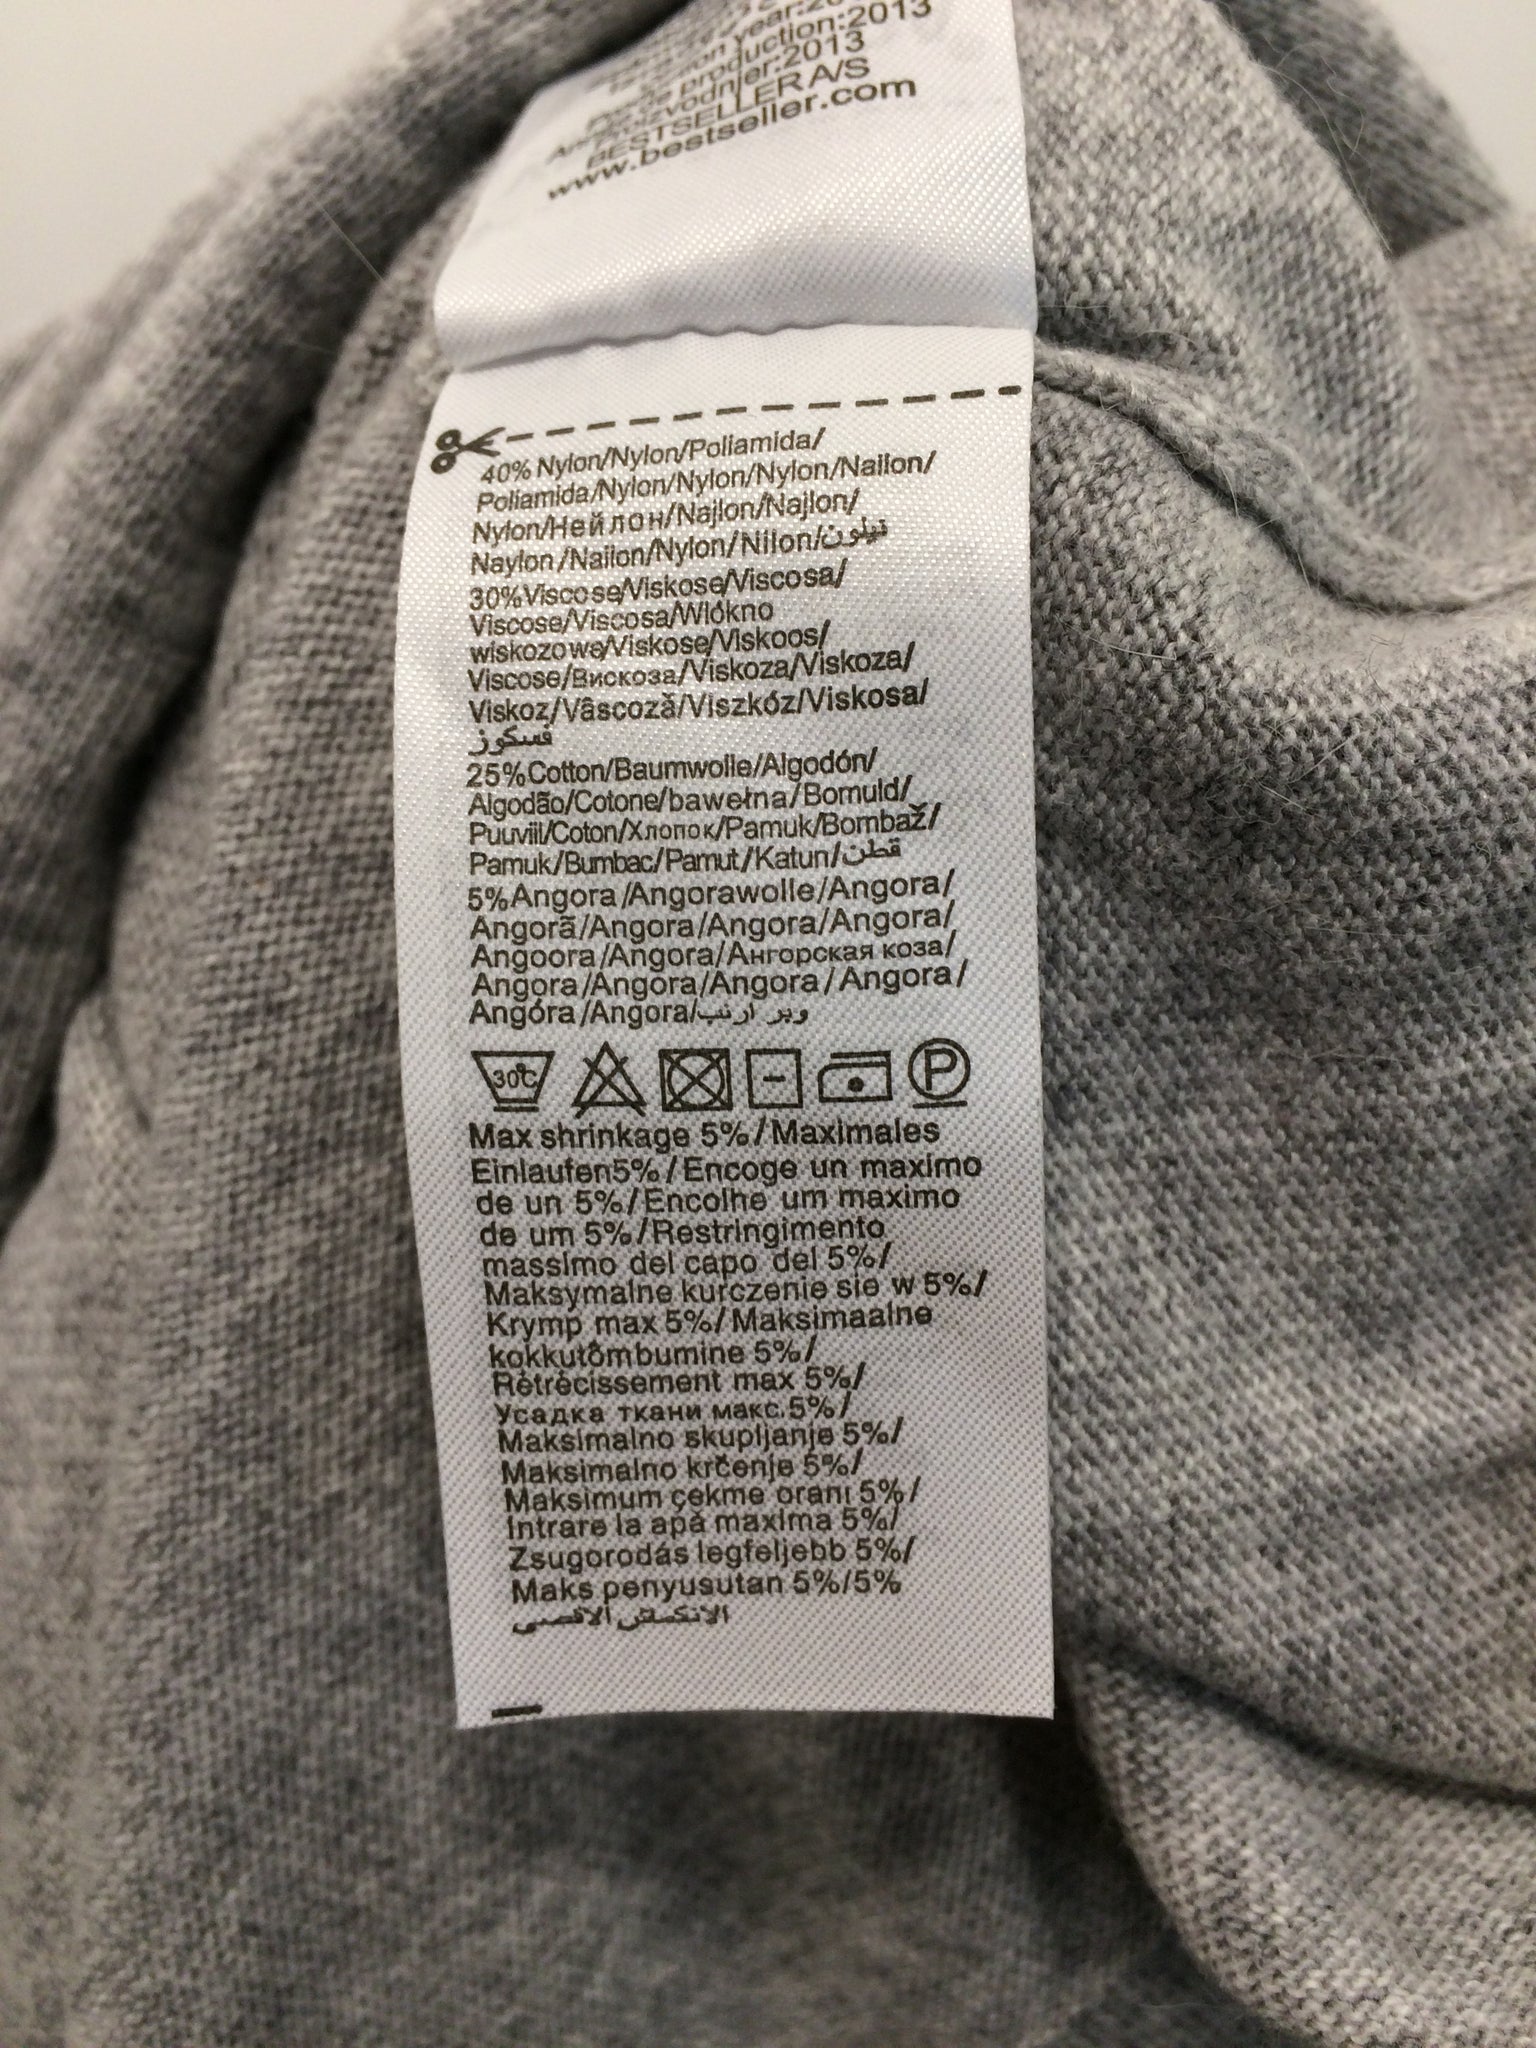 year:20
production:2013
BESTSELLER A/S
www.bestseller.com
40% Nylon/Nylon/Poliamida/
Poliamida/Nylon/Nylon/Nylon/Nailon/
Nylon/Нейлон/Najlon/Najlon/
Naylon/Nailon/Nylon/Nilon/نيلون
30%Viscose/Viskose/Viscosa/
Viscose/Viscosa/Wlókno
wiskozowe/Viskose/Viskoos/
Viscose/Вискоза/Viskoza/Viskoza/
Viskoz/Vâscoză/Viszkóz/Viskosa/
فسكوز
25%Cotton/Baumwolle/Algodón/
Algodão/Cotone/bawełna/Bomuld/
Puuvill/Coton/Хлопок/Pamuk/Bombaž/
Pamuk/Bumbac/Pamut/Katun/قطن
5%Angora/Angorawolle/Angora/
Angorã/Angora/Angora/Angora/
Angoora/Angora/Ангорская коза/
Angora/Angora/Angora/Angora/
Angóra/Angora/وبر ارنب
30°C P
Max shrinkage 5%/Maximales
Einlaufen5%/Encoge un maximo
de un 5%/Encolhe um maximo
de um 5%/Restringimento
massimo del capo del 5%/
Maksymalne kurczenie sie w 5%/
Krymp max 5%/Maksimaalne
kokkutõmbumine 5%/
Rétrécissement max 5%/
Усадка ткани макс.5%/
Maksimalno skupljanje 5%/
Maksimalno krčenje 5%/
Maksimum çekme oranı 5%/
Intrare la apă maxima 5%/
Zsugorodás legfeljebb 5%/
Maks penyusutan 5%/5%
الانكماش الاقصى